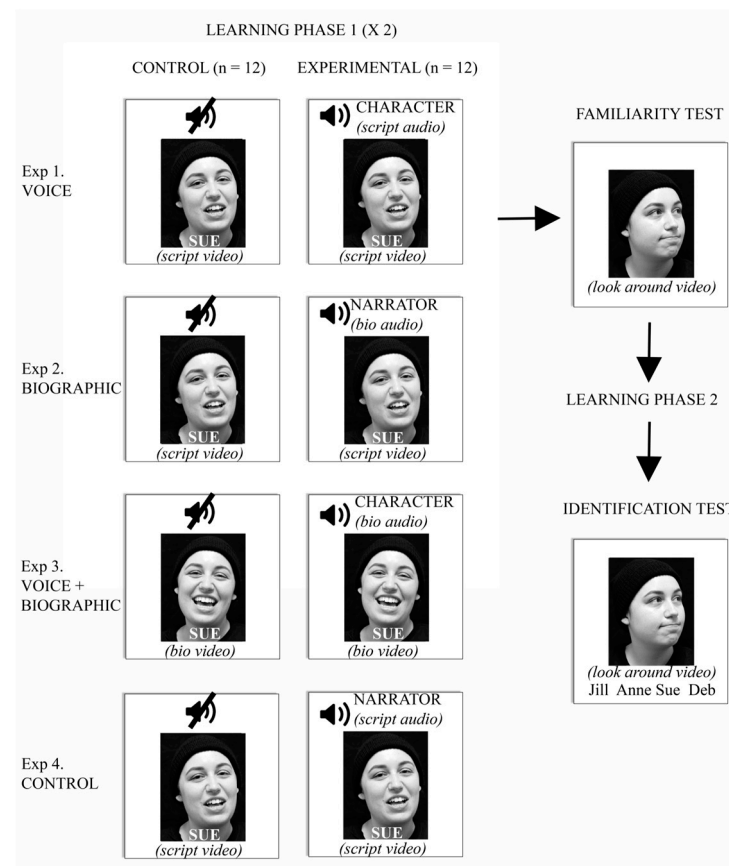 LEARNING PHASE 1 (X 2)
CONTROL (n = 12)
EXPERIMENTAL (n = 12)
Exp 1.
VOICE
SUE
(script video)
CHARACTER
(script audio)
SUE
(script video)
Exp 2.
BIOGRAPHIC
SUE
(script video)
NARRATOR
(bio audio)
SUE
(script video)
Exp 3.
VOICE +
BIOGRAPHIC
SUE
(bio video)
CHARACTER
(bio audio)
SUE
(bio video)
Exp 4.
CONTROL
SUE
(script video)
NARRATOR
(script audio)
SUE
(script video)
FAMILIARITY TEST
(look around video)
LEARNING PHASE 2
IDENTIFICATION TEST
(look around video)
Jill Anne Sue Deb